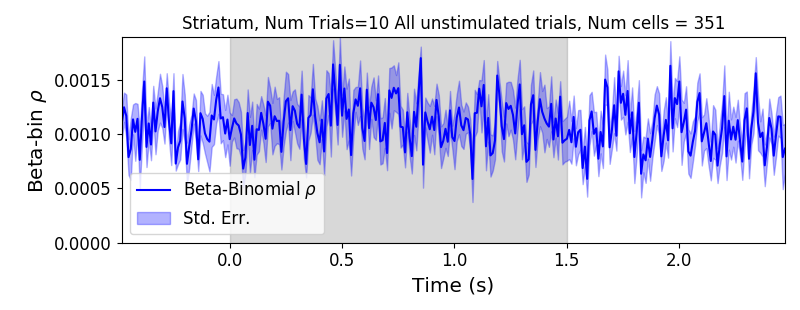 Striatum, Num Trials=10 All unstimulated trials, Num cells = 351
Beta-bin ρ
0.0015
0.0010
0.0005
0.0000
Beta-Binomial ρ
Std. Err.
0.0 0.5 1.0 1.5 2.0
Time (s)